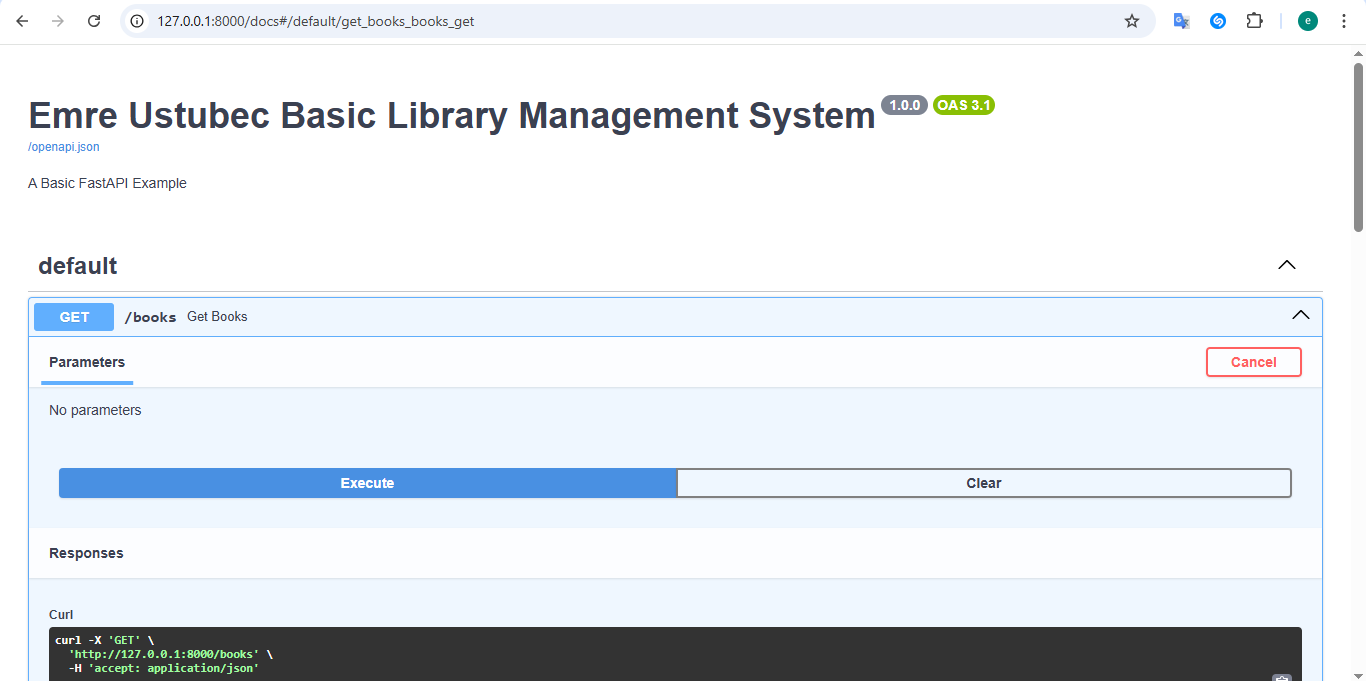 127.0.0.1:8000/docs#/default/get_books_books_get
e
Emre Ustubec Basic Library Management System 1.0.0 OAS 3.1
/openapi.json
A Basic FastAPI Example
default
GET /books Get Books
Parameters Cancel
No parameters
Execute Clear
Responses
Curl
curl -X 'GET' \
'http://127.0.0.1:8000/books' \
-H 'accept: application/json'